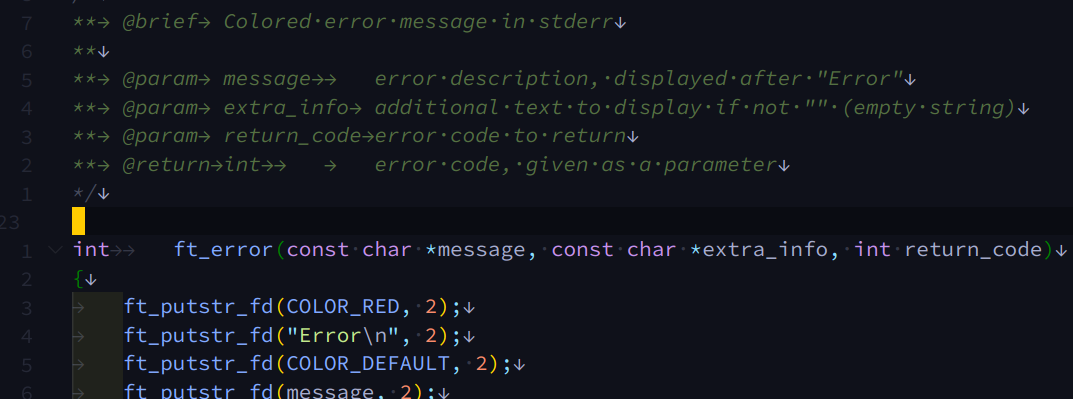 7 **→ @brief→ Colored·error·message·in·stderr↓
6 **↓
5 **→ @param→ message→→ error·description,·displayed·after·"Error"↓
4 **→ @param→ extra_info→ additional·text·to·display·if·not·""·(empty·string)↓
3 **→ @param→ return_code→error·code·to·return↓
2 **→ @return→int→→ → error·code,·given·as·a·parameter↓
1 */↓
23
1 int→→ ft_error(const·char·*message,·const·char·*extra_info,·int·return_code)↓
2 {↓
3 → ft_putstr_fd(COLOR_RED,·2);↓
4 → ft_putstr_fd("Error\n",·2);↓
5 → ft_putstr_fd(COLOR_DEFAULT,·2);↓
6 → ft_putstr_fd(message,·2);↓